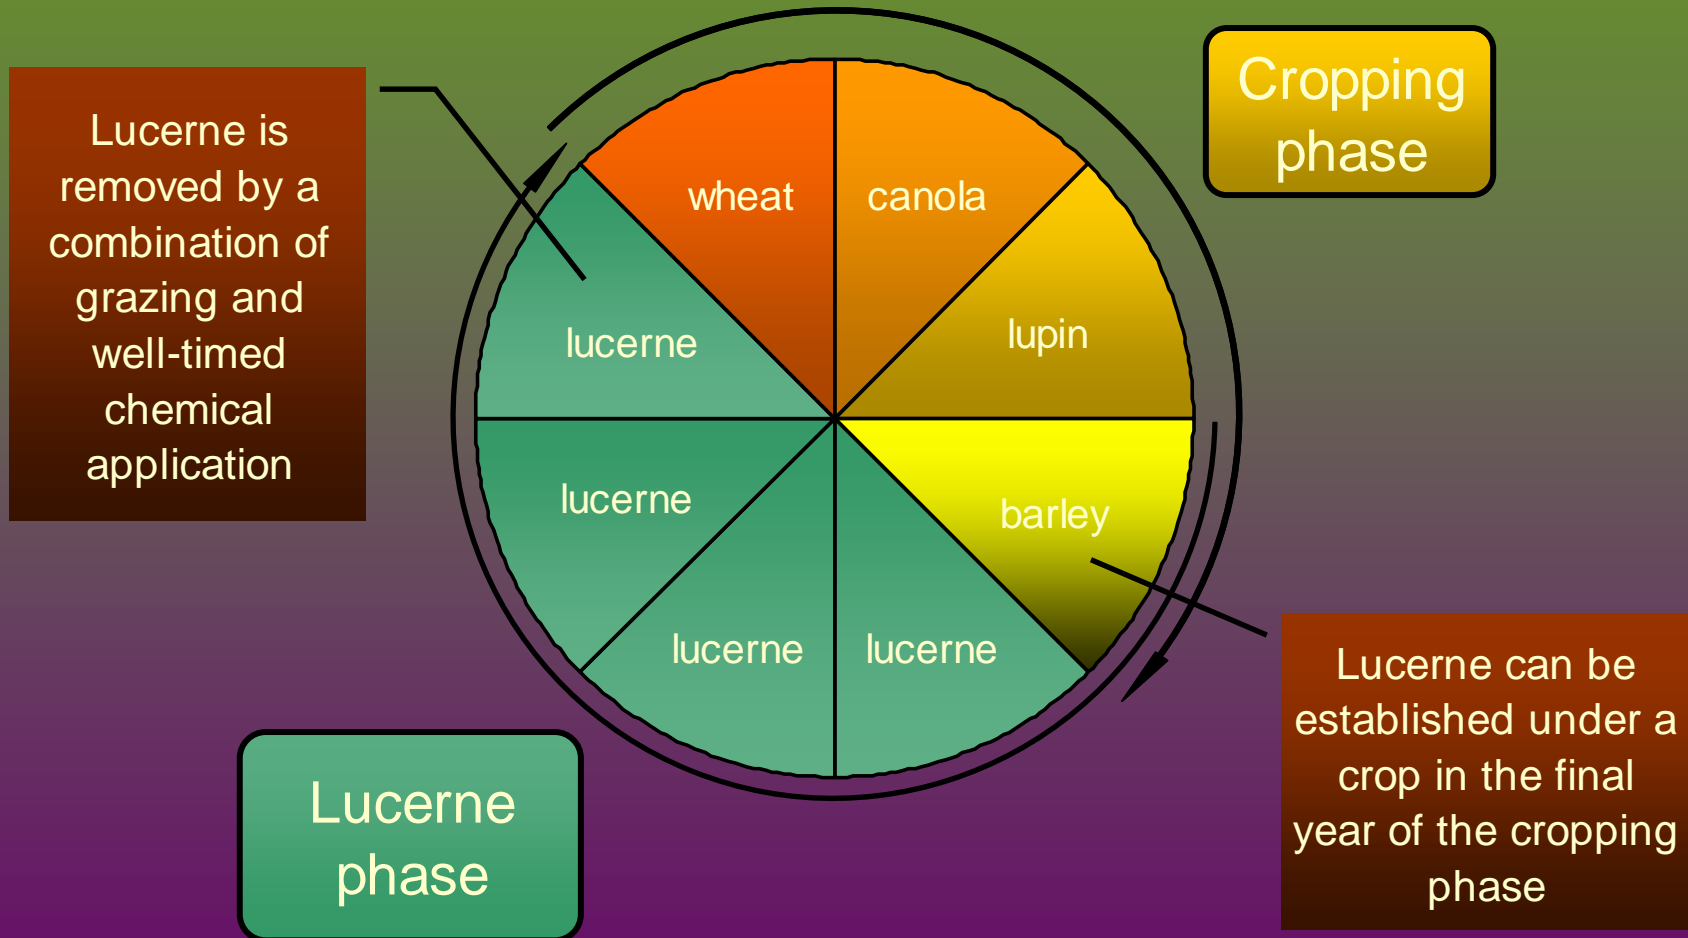 Lucerne is
removed by a
combination of
grazing and
well-timed
chemical
application
wheat
canola
lupin
barley
lucerne
lucerne
lucerne
lucerne
Cropping
phase
Lucerne
phase
Lucerne can be
established under a
crop in the final
year of the cropping
phase